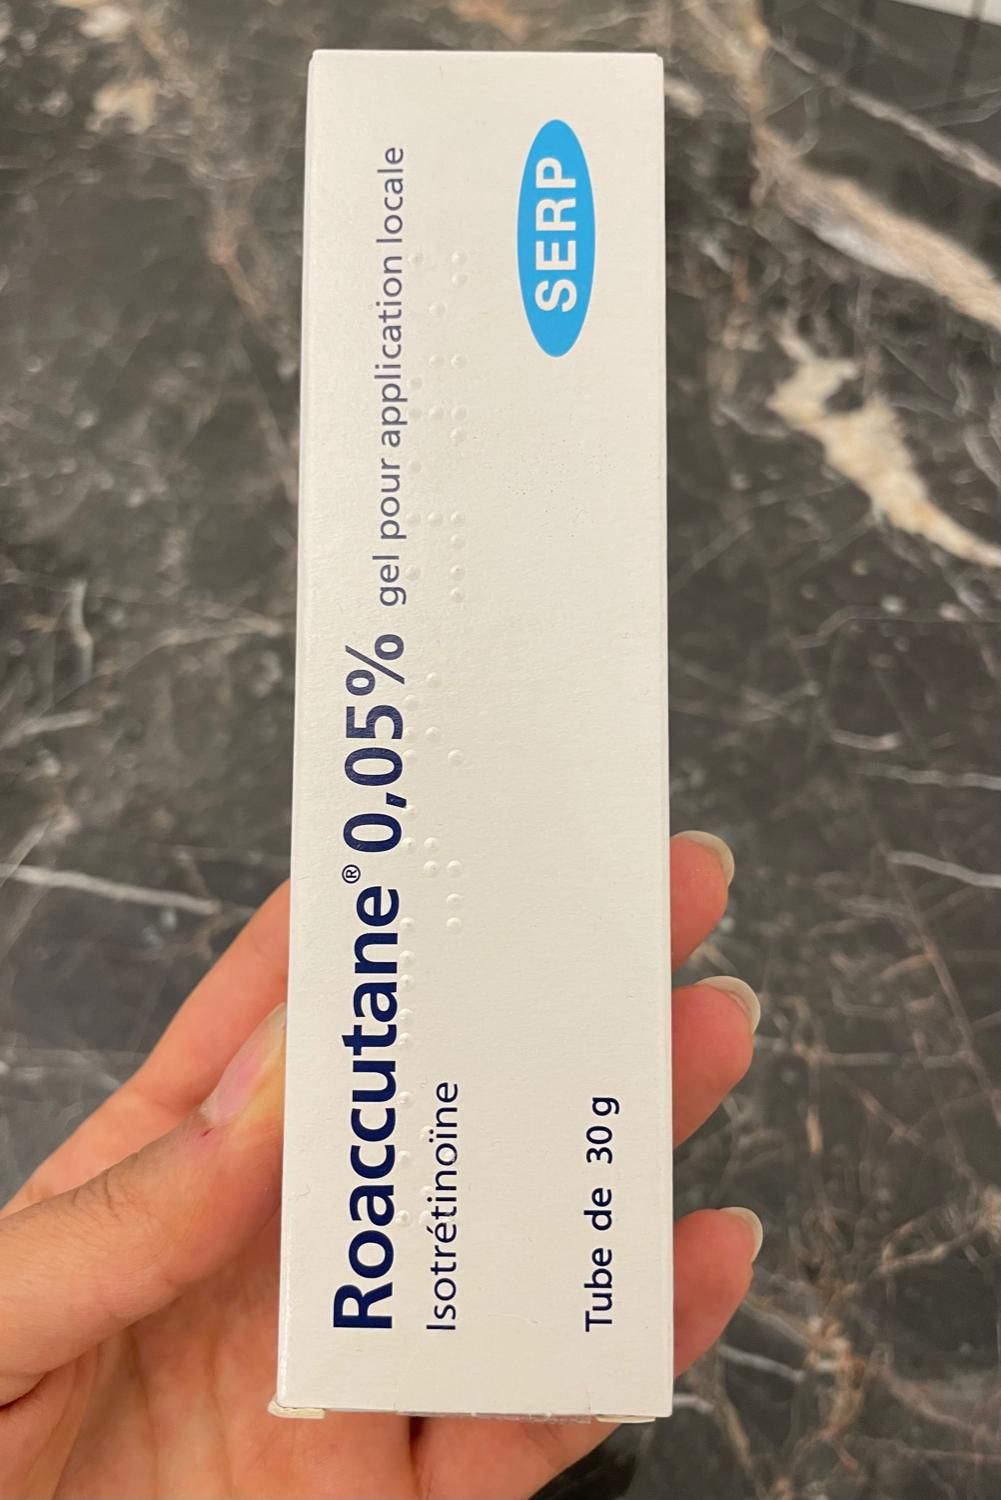 Roaccutane® 0,05% gel pour application locale
Isotrétinoïne
Tube de 30 g
SERP